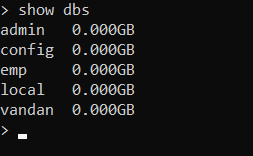 > show dbs
admin   0.000GB
config  0.000GB
emp     0.000GB
local   0.000GB
vandan  0.000GB
>